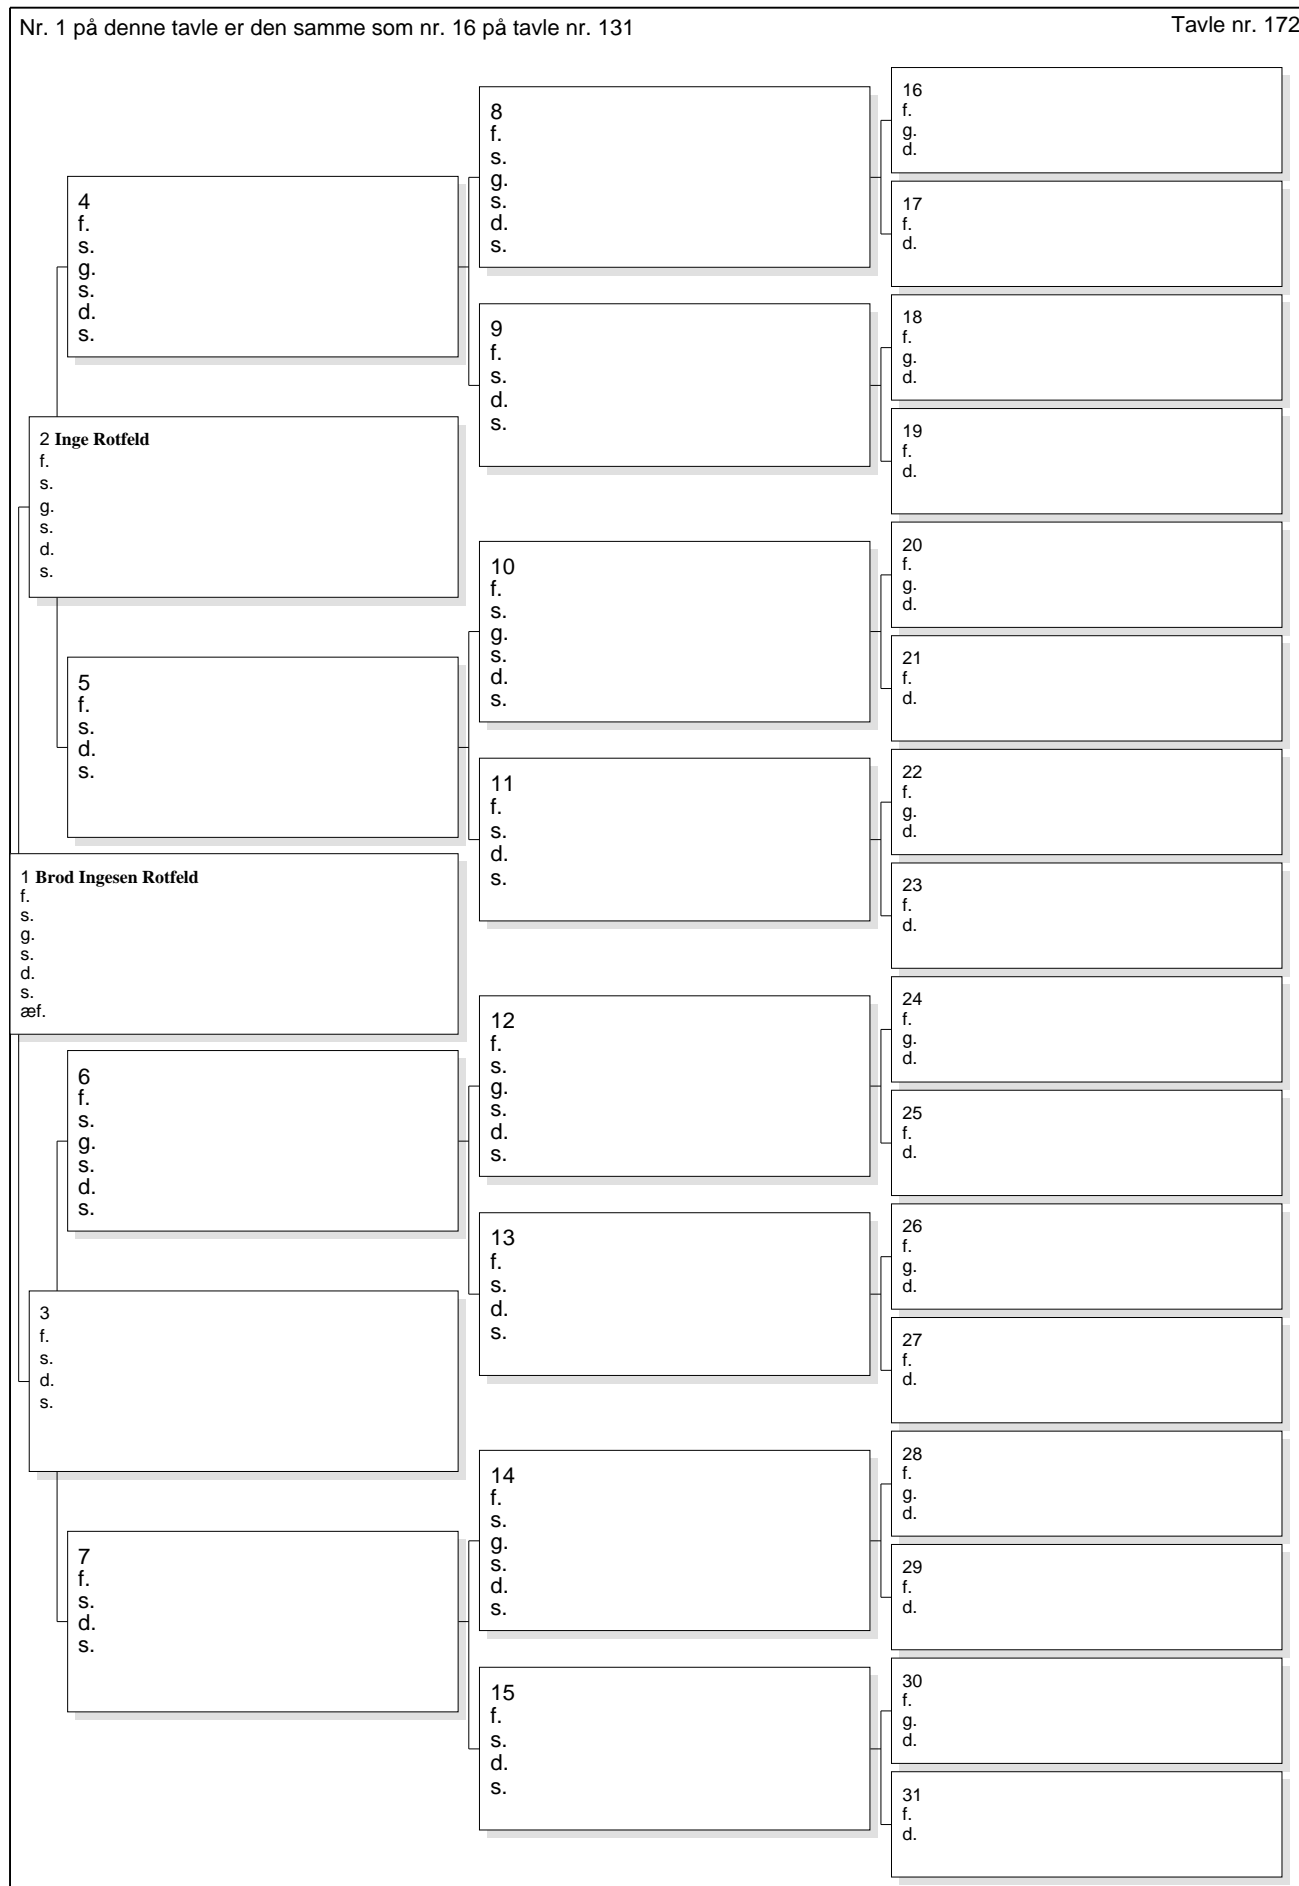 Nr. 1 på denne tavle er den samme som nr. 16 på tavle nr. 131
Tavle nr. 172
4
f.
s.
g.
s.
d.
s.
2 Inge Rotfeld
f.
s.
g.
s.
d.
s.
5
f.
s.
d.
s.
1 Brod Ingesen Rotfeld
f.
s.
g.
s.
d.
s.
æf.
6
f.
s.
g.
s.
d.
s.
3
f.
s.
d.
s.
7
f.
s.
d.
s.
8
f.
s.
g.
s.
d.
s.
9
f.
s.
d.
s.
10
f.
s.
g.
s.
d.
s.
11
f.
s.
d.
s.
12
f.
s.
g.
s.
d.
s.
13
f.
s.
d.
s.
14
f.
s.
g.
s.
d.
s.
15
f.
s.
d.
s.
16
f.
g.
d.
17
f.
d.
18
f.
g.
d.
19
f.
d.
20
f.
g.
d.
21
f.
d.
22
f.
g.
d.
23
f.
d.
24
f.
g.
d.
25
f.
d.
26
f.
g.
d.
27
f.
d.
28
f.
g.
d.
29
f.
d.
30
f.
g.
d.
31
f.
d.